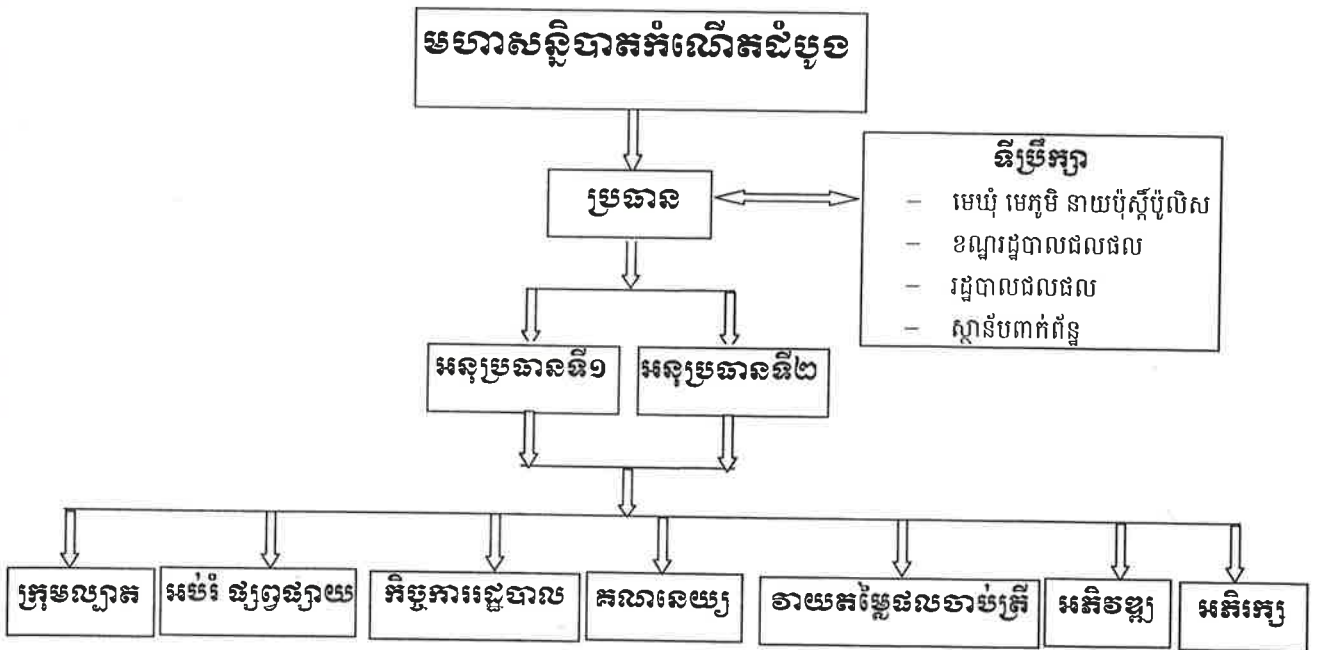 មហាសន្និបាតកំណើតដំបូង
ប្រធាន
ទីប្រឹក្សា
– មេឃុំ មេភូមិ នាយប៉ុស្តិ៍ប៉ូលិស
– ខណ្ឌរដ្ឋបាលជលផល
– រដ្ឋបាលជលផល
– ស្ថាន័បពាក់ព័ន្ឋ
អនុប្រធានទី១
អនុប្រធានទី២
ក្រុមល្បាត
អប់រំ ផ្សព្វផ្សាយ
កិច្ចការរដ្ឋបាល
គណនេយ្យ
វាយតម្លៃផលចាប់ត្រី
អភិវឌ្ឍ
អភិរក្ស